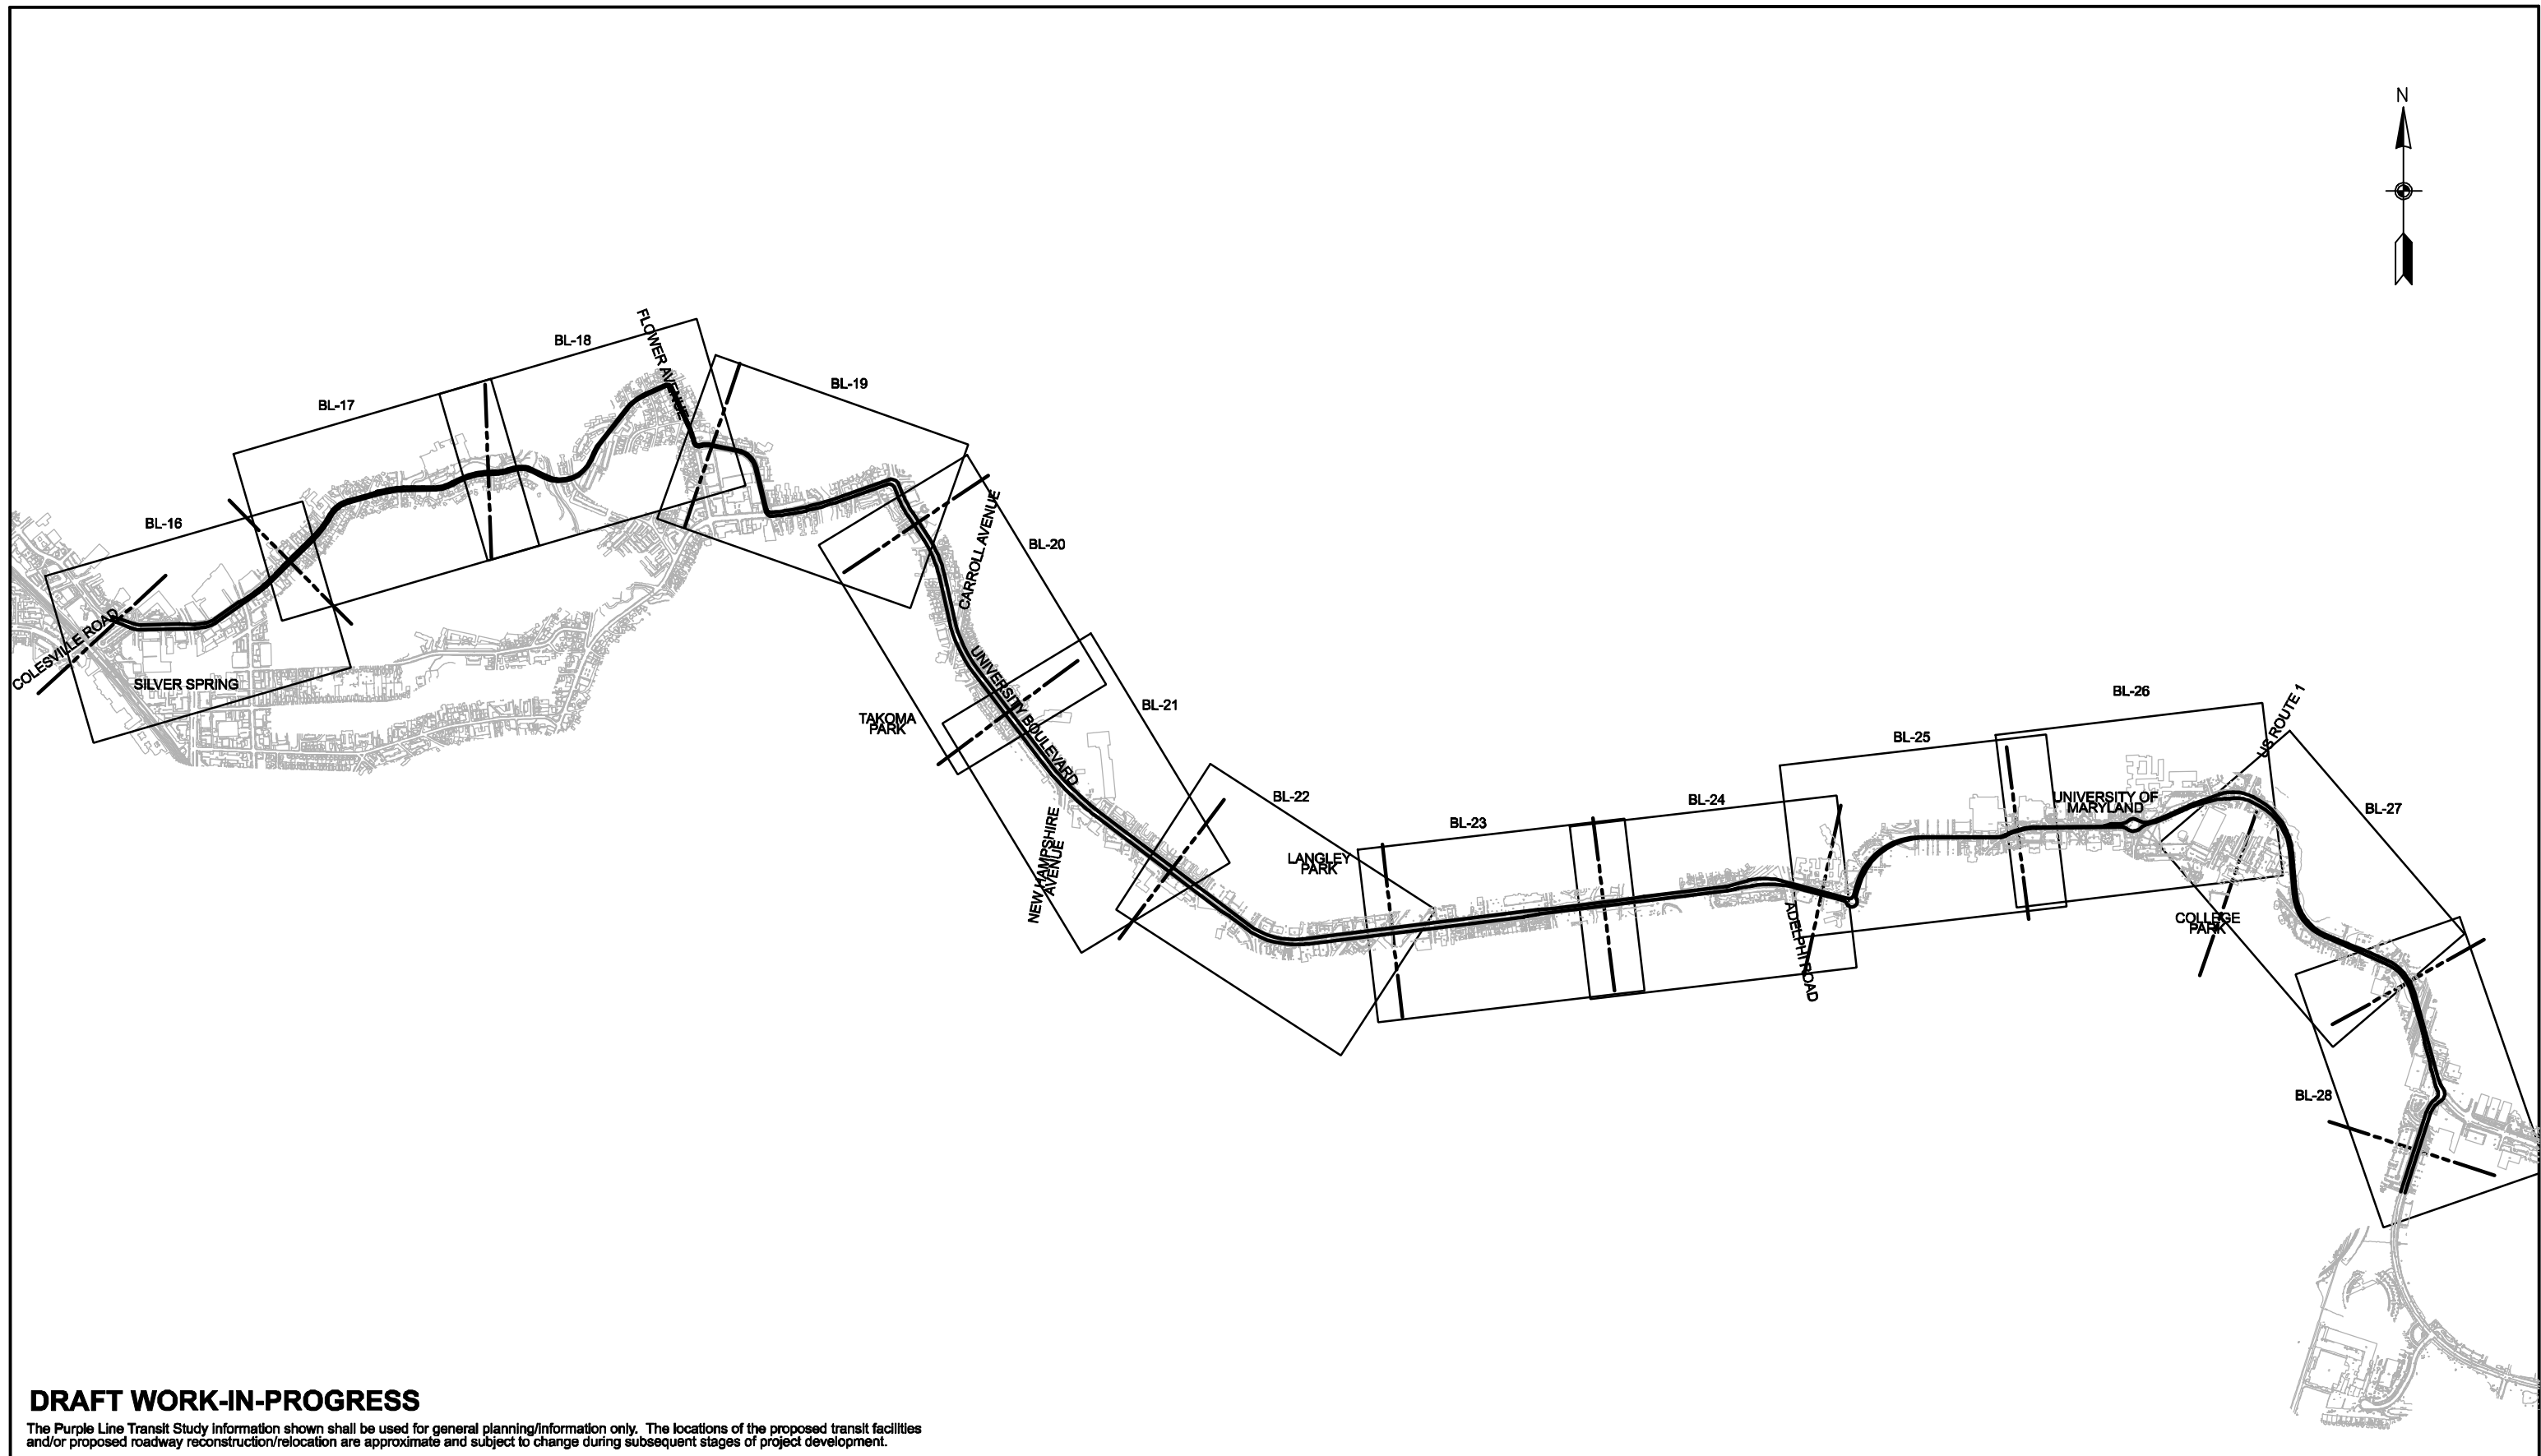 N
FLOWER AVENUE
BL-18
BL-19
BL-17
BL-16
CARROLL AVENUE
BL-20
COLESVILLE ROAD
SILVER SPRING
UNIVERSITY BOULEVARD
BL-21
TAKOMA
PARK
NEW HAMPSHIRE
AVENUE
BL-22
LANGLEY
PARK
BL-23
BL-24
ADELPHI ROAD
BL-25
BL-26
US ROUTE 1
UNIVERSITY OF
MARYLAND
BL-27
COLLEGE
PARK
BL-28
DRAFT WORK-IN-PROGRESS
The Purple Line Transit Study information shown shall be used for general planning/information only. The locations of the proposed transit facilities
and/or proposed roadway reconstruction/relocation are approximate and subject to change during subsequent stages of project development.